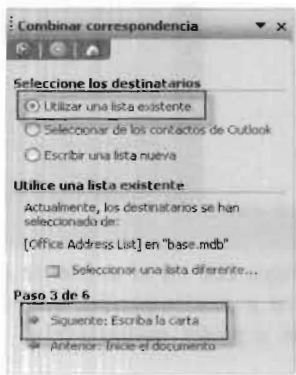 Combinar correspondencia
Seleccione los destinatarios
Utilizar una lista existente
Seleccionar de los contactos de Outlook
Escribir una lista nueva
Utilice una lista existente
Actualmente, los destinatarios se han
seleccionado de:
[Office Address List] en "base.mdb"
Seleccionar una lista diferente...
Paso 3 de 6
Siguiente: Escriba la carta
Anterior: Inicie el documento